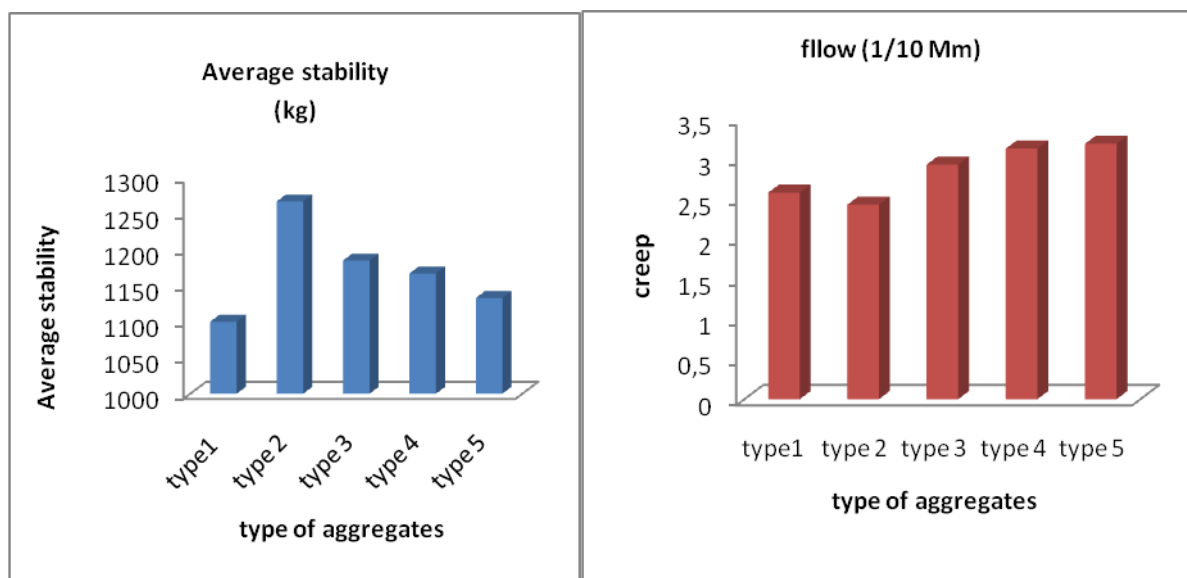 Average stability
(kg)
1300
1250
1200
1150
1100
1050
1000
Average stability
type1
type 2
type 3
type 4
type 5
type of aggregates
fllow (1/10 Mm)
3,5
3
2,5
2
1,5
1
0,5
0
creep
type1 type 2 type 3 type 4 type 5
type of aggregates